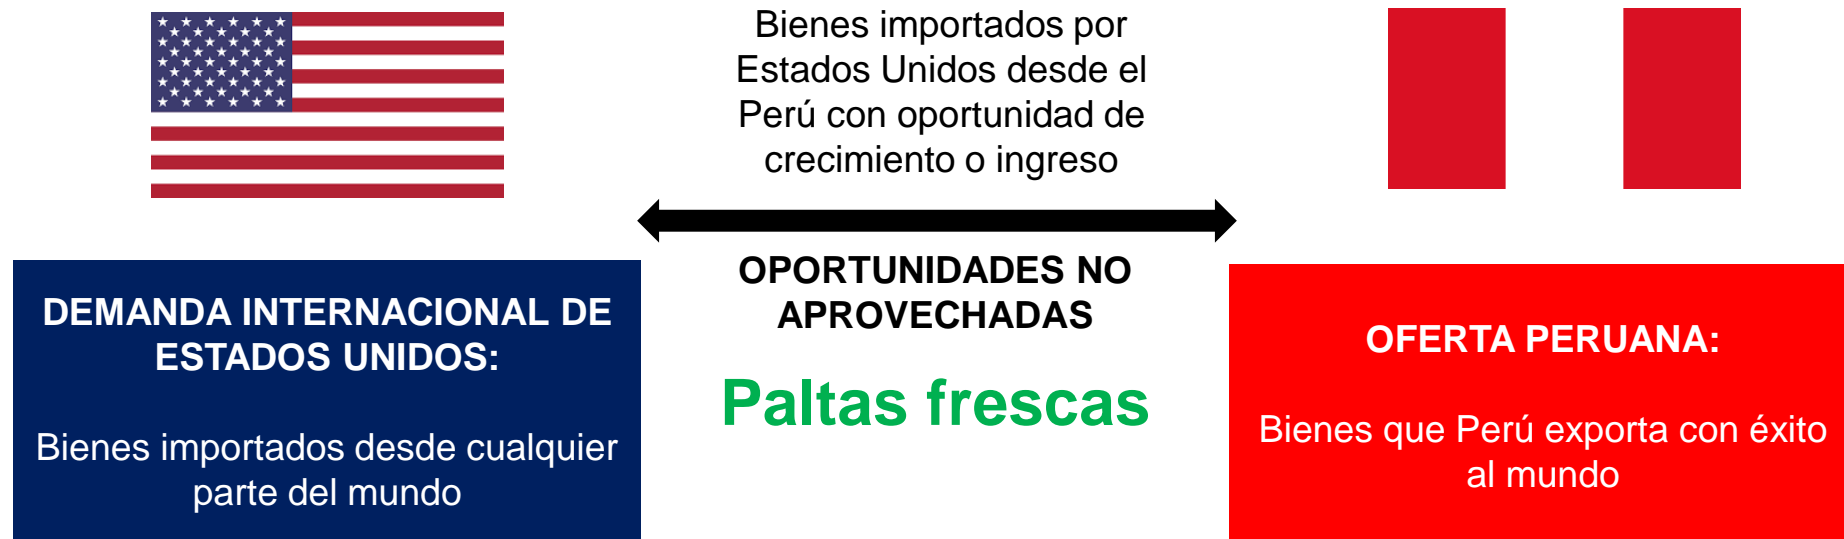 Bienes importados por
Estados Unidos desde el
Perú con oportunidad de
crecimiento o ingreso
DEMANDA INTERNACIONAL DE
ESTADOS UNIDOS:
Bienes importados desde cualquier
parte del mundo
OPORTUNIDADES NO
APROVECHADAS
Paltas frescas
OFERTA PERUANA:
Bienes que Perú exporta con éxito
al mundo